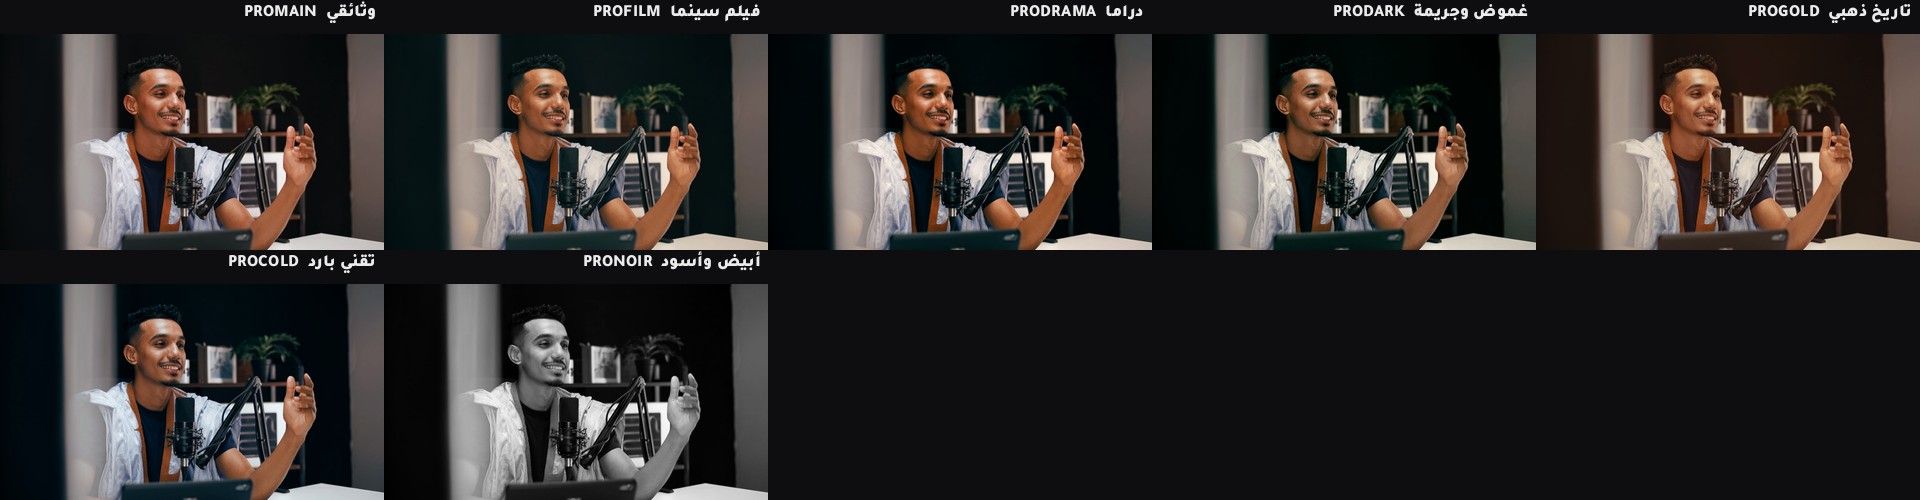 وثائقي PROMAIN
فيلم سينما PROFILM
دراما PRODRAMA
غموض وجريمة PRODARK
تاريخ ذهبي PROGOLD
تقني بارد PROCOLD
أبيض وأسود PRONOIR